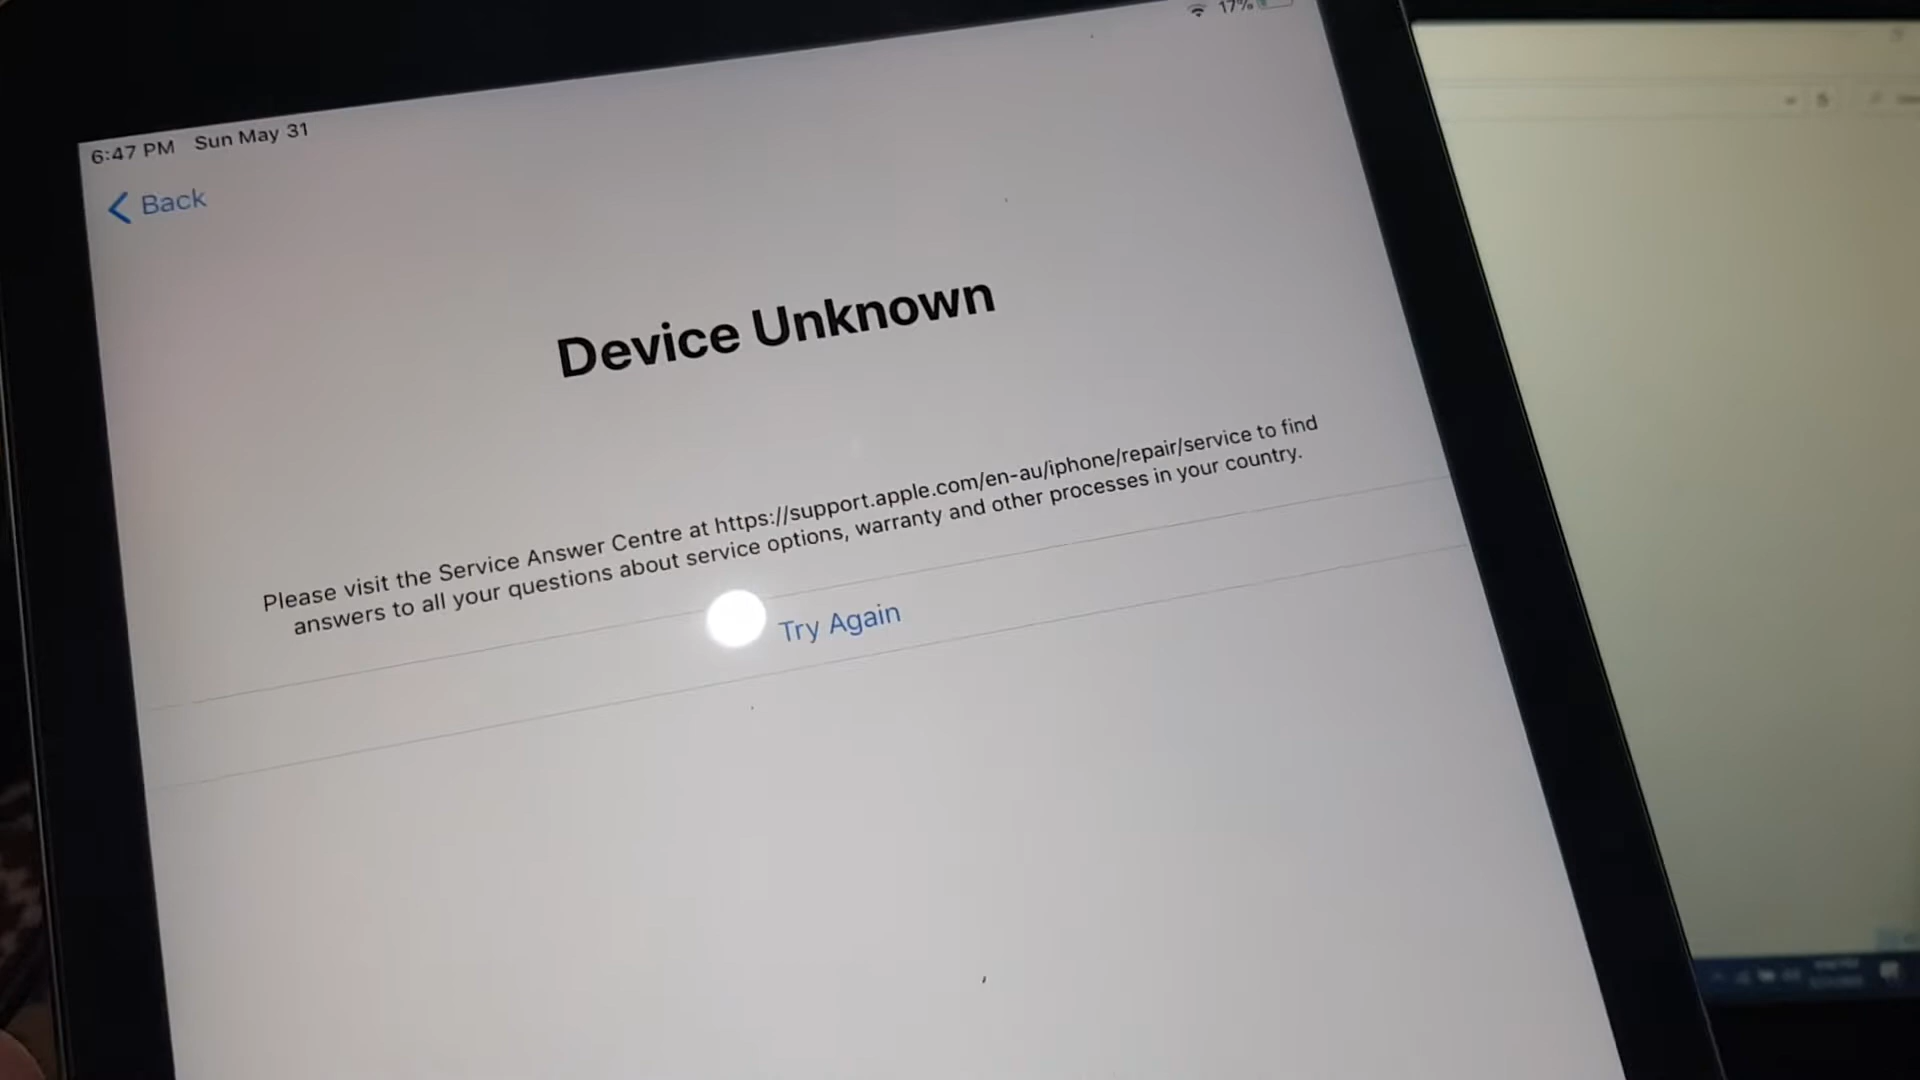 6:47 PM Sun May 31
17%
Back
Device Unknown
Please visit the Service Answer Centre at https://support.apple.com/en-au/iphone/repair/service to find
answers to all your questions about service options, warranty and other processes in your country.
Try Again